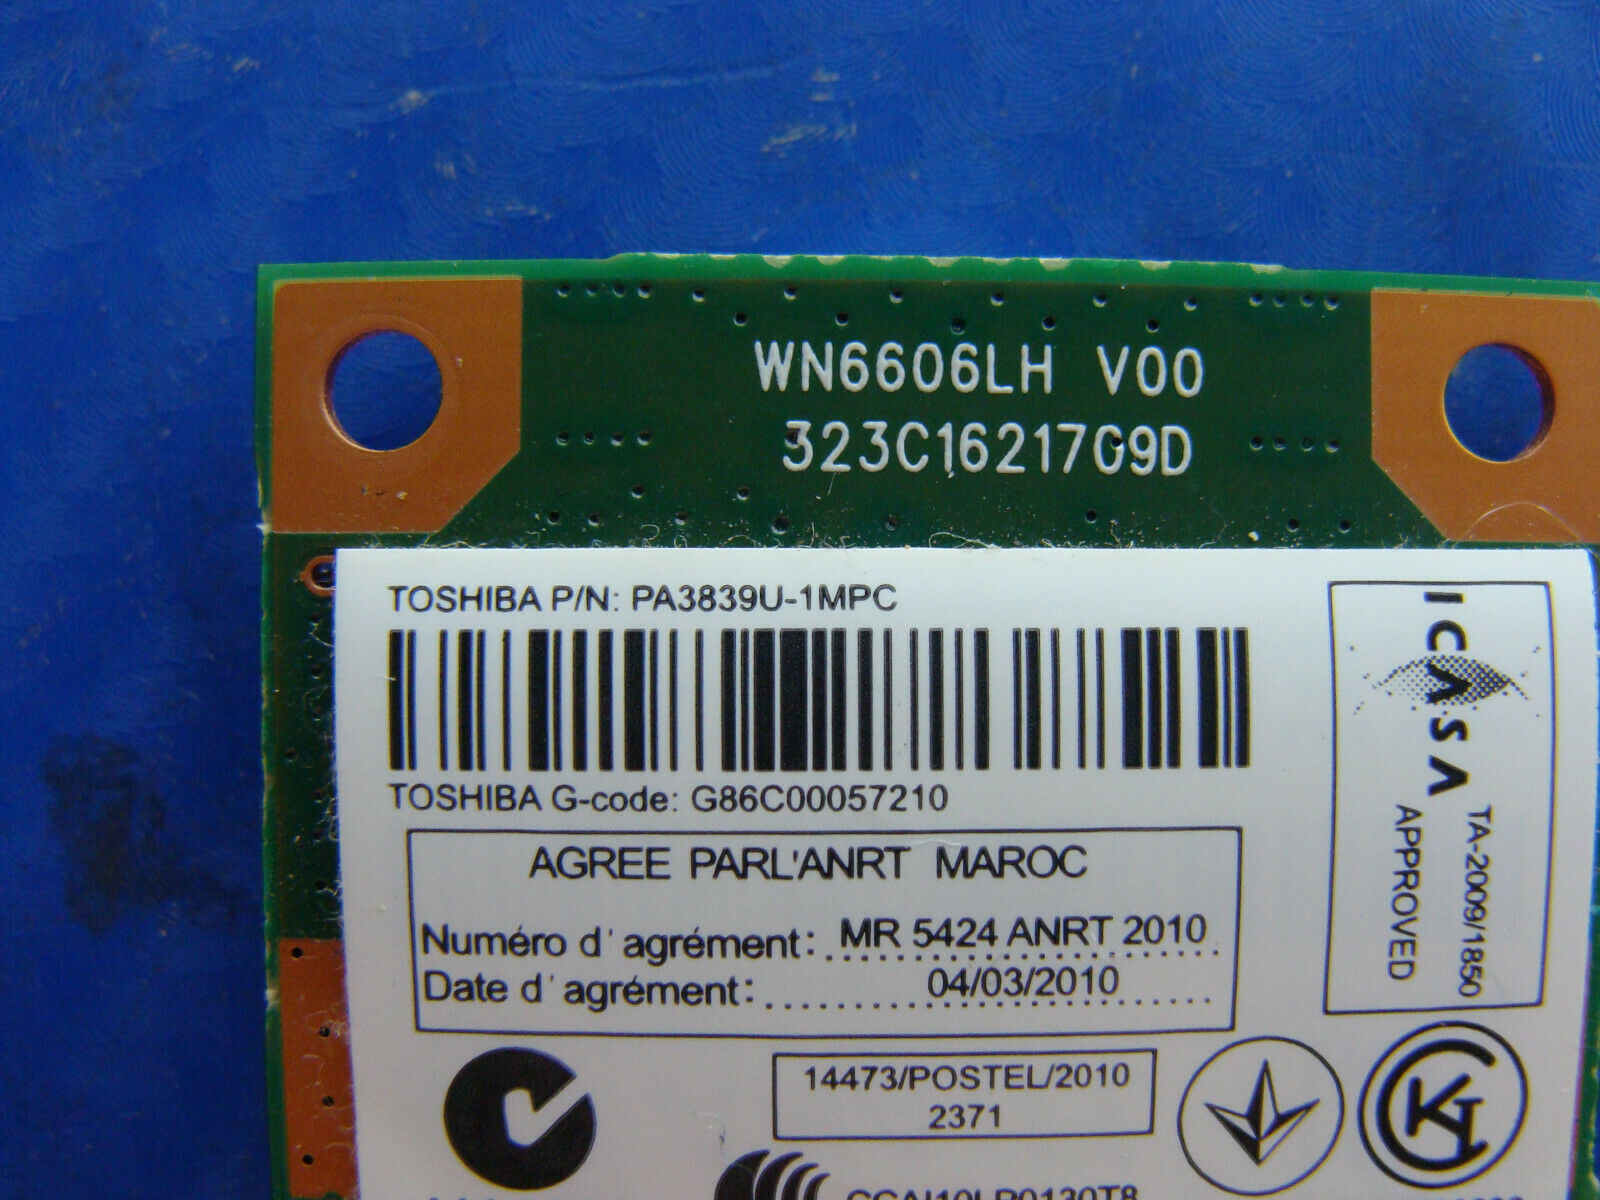 WN6606LH V00
323C16217G9D
TOSHIBA P/N: PA3839U-1MPC
TOSHIBA G-code: G86C00057210
AGREE PARL'ANRT MAROC
Numéro d'agrément: MR 5424 ANRT 2010
Date d'agrément: 04/03/2010
ICASA
TA-2009/1850
APPROVED
14473/POSTEL/2010
2371